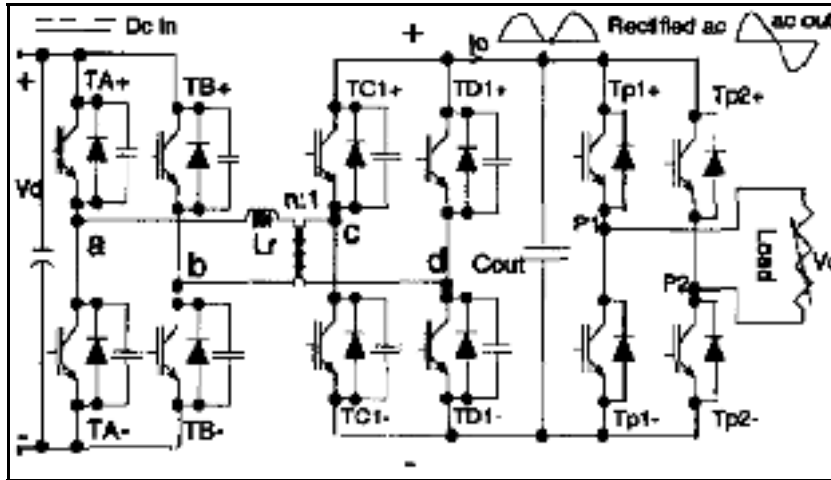 Dc In
+
Io
Rectified ac
ac out
+
TA+
TB+
TC1+
TD1+
Tp1+
Tp2+
Vd
n:1
a
Lr
c
P1
b
d
Cout
P2
Load
TA-
TB-
TC1-
TD1-
Tp1-
Tp2-
-
-